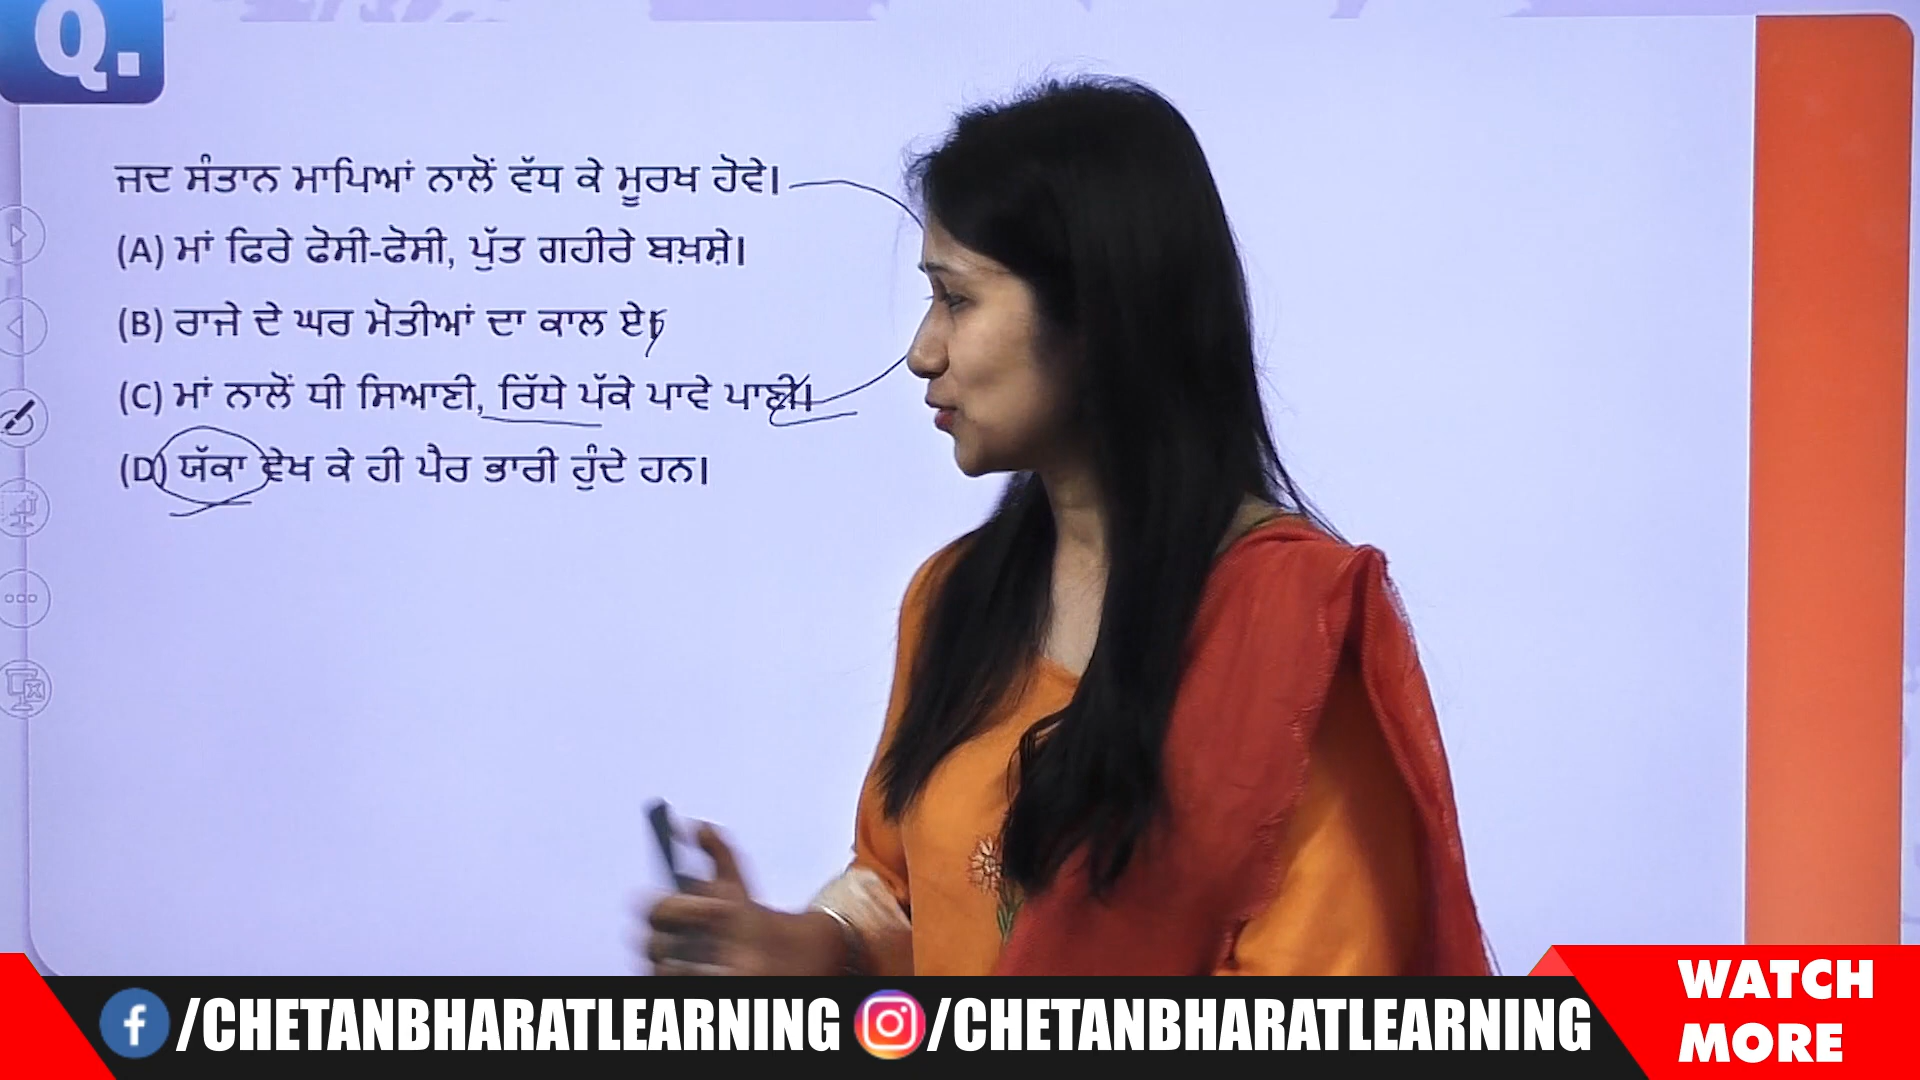 Q.
ਜਦ ਸੰਤਾਨ ਮਾਪਿਆਂ ਨਾਲੋਂ ਵੱਧ ਕੇ ਮੂਰਖ ਹੋਵੇ।
(A) ਮਾਂ ਫਿਰੇ ਫੋਸੀ-ਫੋਸੀ, ਪੁੱਤ ਗਹੀਰੇ ਬਖ਼ਸ਼ੇ।
(B) ਰਾਜੇ ਦੇ ਘਰ ਮੋਤੀਆਂ ਦਾ ਕਾਲ ਏ।
(C) ਮਾਂ ਨਾਲੋਂ ਧੀ ਸਿਆਣੀ, ਰਿੱਧੇ ਪੱਕੇ ਪਾਵੇ ਪਾਣੀ।
(D) ਯੱਕਾ ਵੇਖ ਕੇ ਹੀ ਪੈਰ ਭਾਰੀ ਹੁੰਦੇ ਹਨ।
/CHETANBHARATLEARNING /CHETANBHARATLEARNING
WATCH
MORE